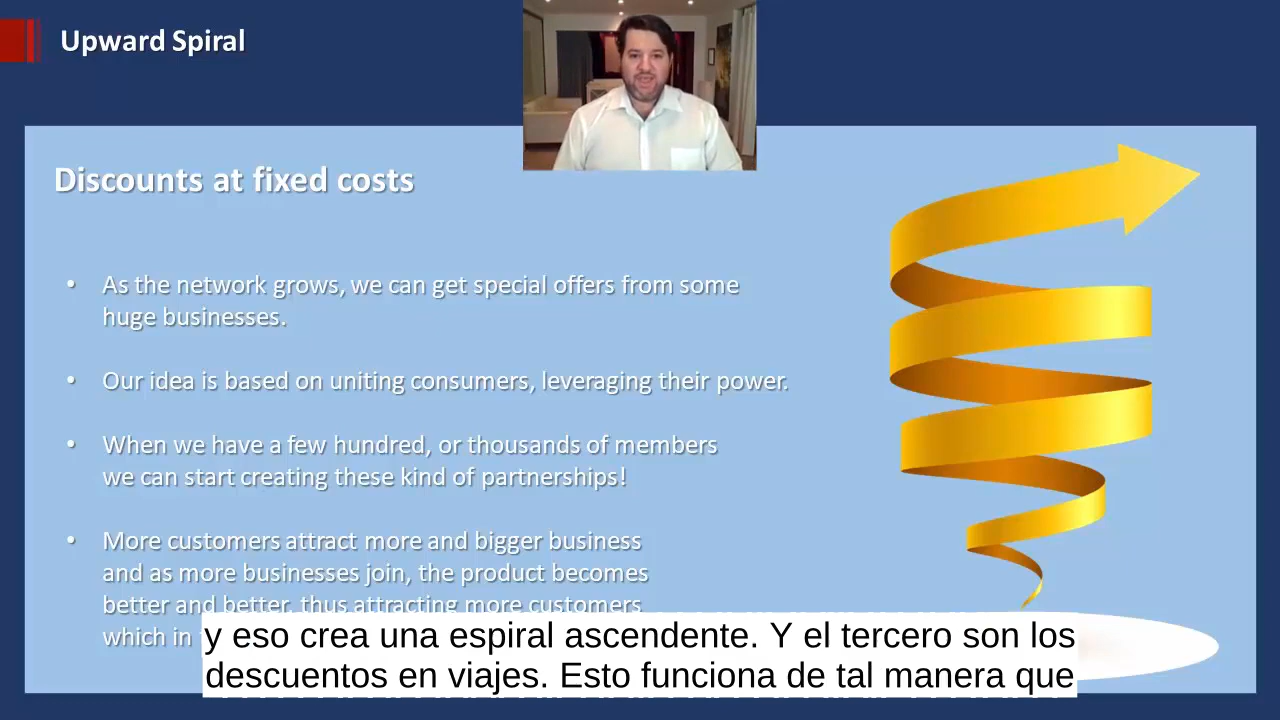 Upward Spiral
Discounts at fixed costs
• As the network grows, we can get special offers from some
huge businesses.
• Our idea is based on uniting consumers, leveraging their power.
• When we have a few hundred, or thousands of members
we can start creating these kind of partnerships!
• More customers attract more and bigger business
and as more businesses join, the product becomes
better and better, thus attracting more customers
which in
y eso crea una espiral ascendente. Y el tercero son los
descuentos en viajes. Esto funciona de tal manera que